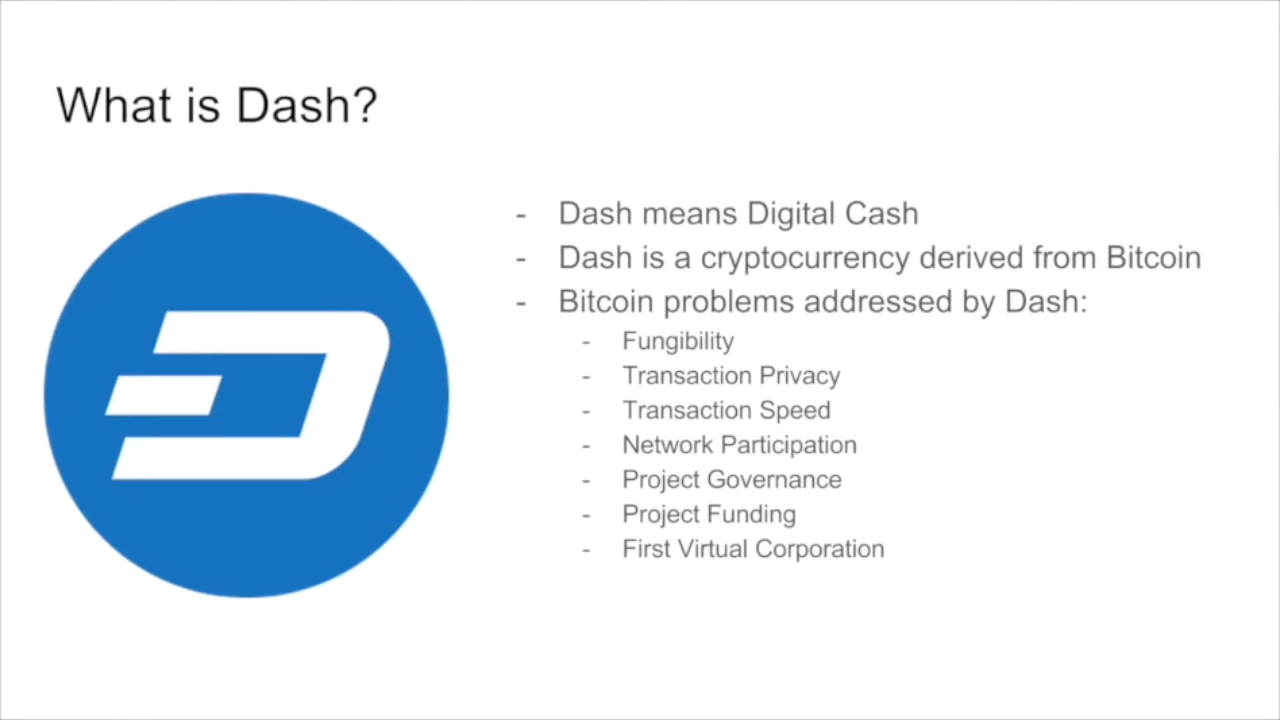 What is Dash?
- Dash means Digital Cash
- Dash is a cryptocurrency derived from Bitcoin
- Bitcoin problems addressed by Dash:
- Fungibility
- Transaction Privacy
- Transaction Speed
- Network Participation
- Project Governance
- Project Funding
- First Virtual Corporation